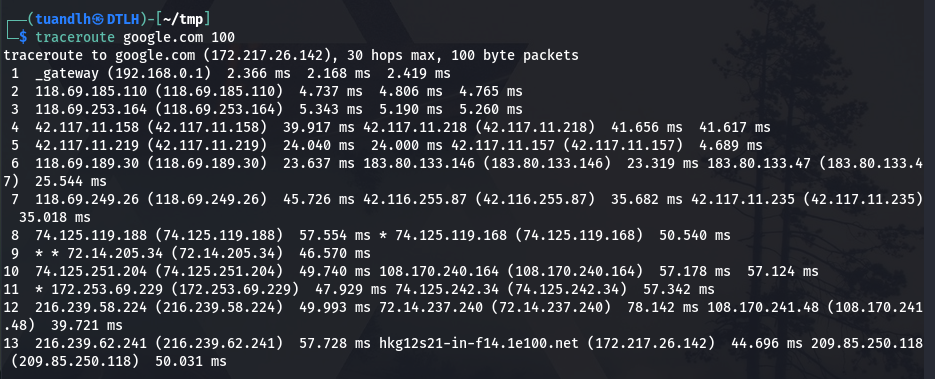 ┌──(tuandlh㉿DTLH)-[~/tmp]
└─$ traceroute google.com 100
traceroute to google.com (172.217.26.142), 30 hops max, 100 byte packets
 1  _gateway (192.168.0.1)  2.366 ms  2.168 ms  2.419 ms
 2  118.69.185.110 (118.69.185.110)  4.737 ms  4.806 ms  4.765 ms
 3  118.69.253.164 (118.69.253.164)  5.343 ms  5.190 ms  5.260 ms
 4  42.117.11.158 (42.117.11.158)  39.917 ms 42.117.11.218 (42.117.11.218)  41.656 ms  41.617 ms
 5  42.117.11.219 (42.117.11.219)  24.040 ms  24.000 ms 42.117.11.157 (42.117.11.157)  4.689 ms
 6  118.69.189.30 (118.69.189.30)  23.637 ms 183.80.133.146 (183.80.133.146)  23.319 ms 183.80.133.47 (183.80.133.4
7)  25.544 ms
 7  118.69.249.26 (118.69.249.26)  45.726 ms 42.116.255.87 (42.116.255.87)  35.682 ms 42.117.11.235 (42.117.11.235)
  35.018 ms
 8  74.125.119.188 (74.125.119.188)  57.554 ms * 74.125.119.168 (74.125.119.168)  50.540 ms
 9  * * 72.14.205.34 (72.14.205.34)  46.570 ms
10  74.125.251.204 (74.125.251.204)  49.740 ms 108.170.240.164 (108.170.240.164)  57.178 ms  57.124 ms
11  * 172.253.69.229 (172.253.69.229)  47.929 ms 74.125.242.34 (74.125.242.34)  57.342 ms
12  216.239.58.224 (216.239.58.224)  49.993 ms 72.14.237.240 (72.14.237.240)  78.142 ms 108.170.241.48 (108.170.241
.48)  39.721 ms
13  216.239.62.241 (216.239.62.241)  57.728 ms hkg12s21-in-f14.1e100.net (172.217.26.142)  44.696 ms 209.85.250.118
 (209.85.250.118)  50.031 ms